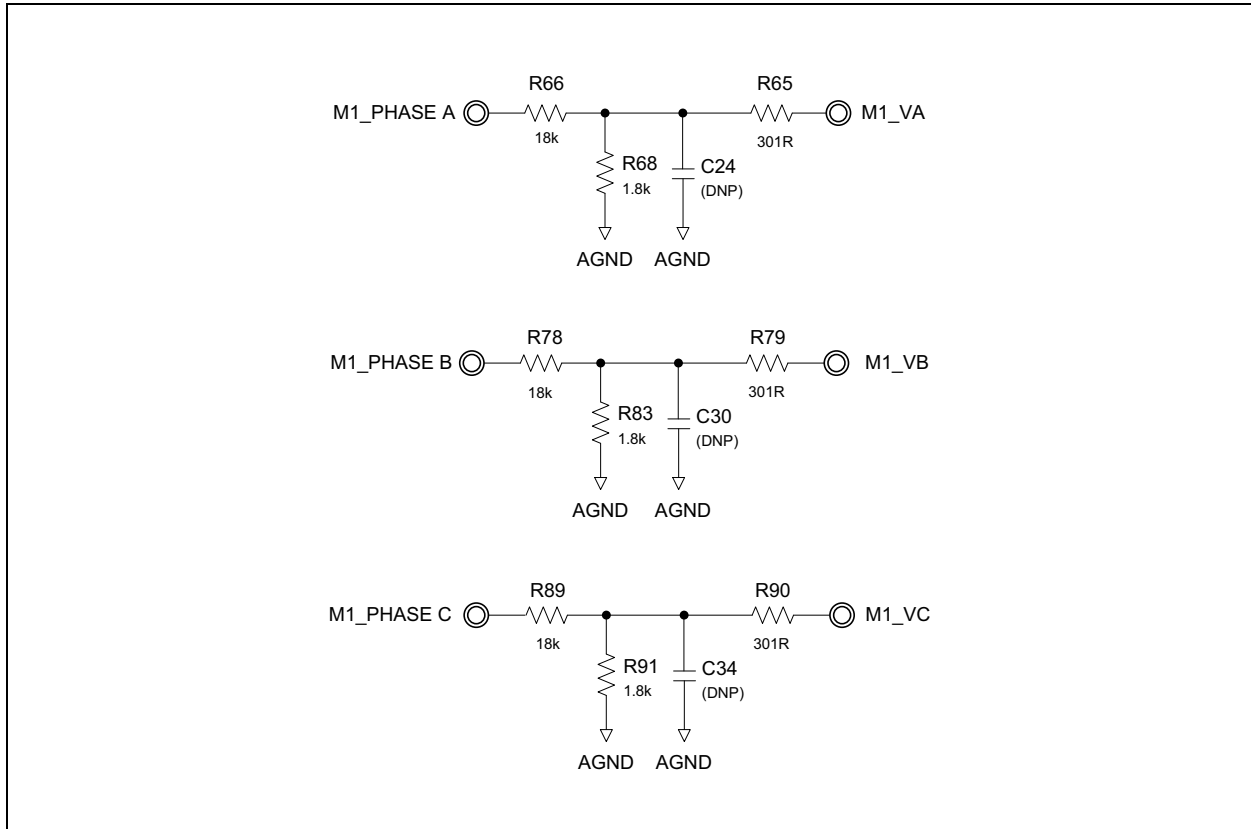 R66
R65
M1_PHASE A
M1_VA
18k
301R
R68
1.8k
C24
(DNP)
AGND
AGND
R78
R79
M1_PHASE B
M1_VB
18k
301R
R83
1.8k
C30
(DNP)
AGND
AGND
R89
R90
M1_PHASE C
M1_VC
18k
301R
R91
1.8k
C34
(DNP)
AGND
AGND